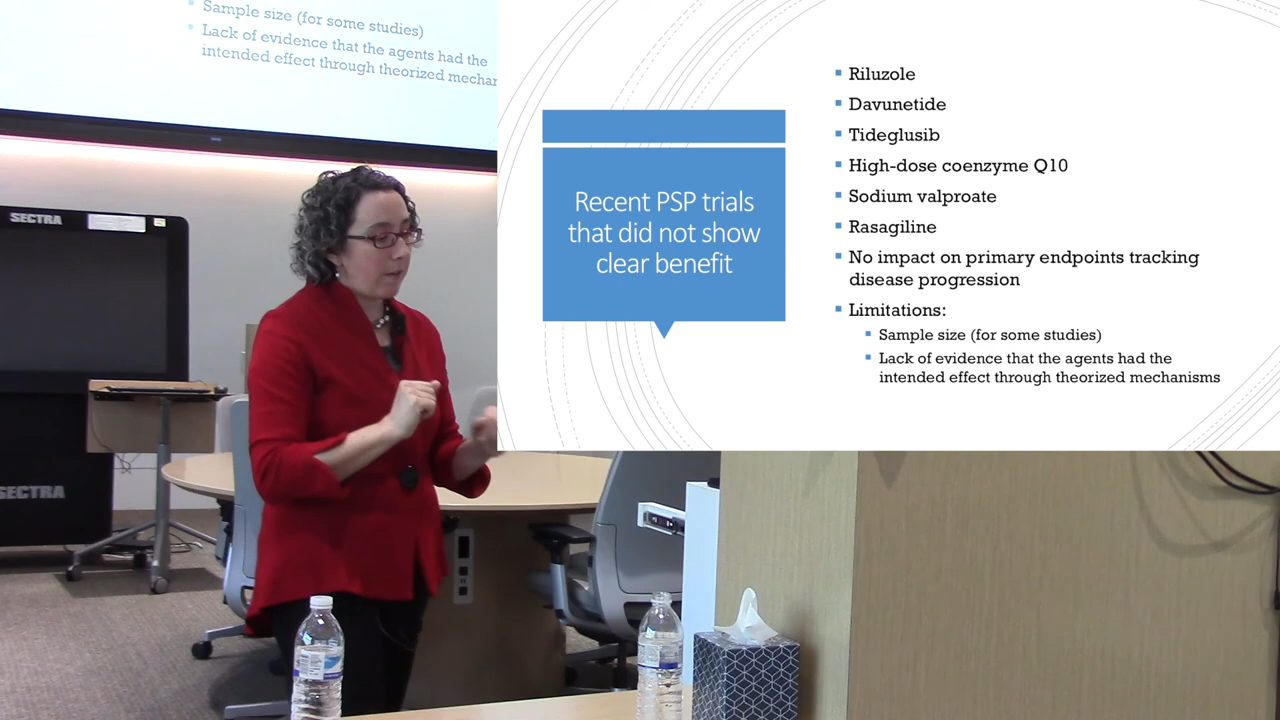 Sample size (for some studies)
Lack of evidence that the agents had the
intended effect through theorized mechan
SECTRA
SECTRA
Recent PSP trials
that did not show
clear benefit
Riluzole
Davunetide
Tideglusib
High-dose coenzyme Q10
Sodium valproate
Rasagiline
No impact on primary endpoints tracking
disease progression
Limitations:
Sample size (for some studies)
Lack of evidence that the agents had the
intended effect through theorized mechanisms